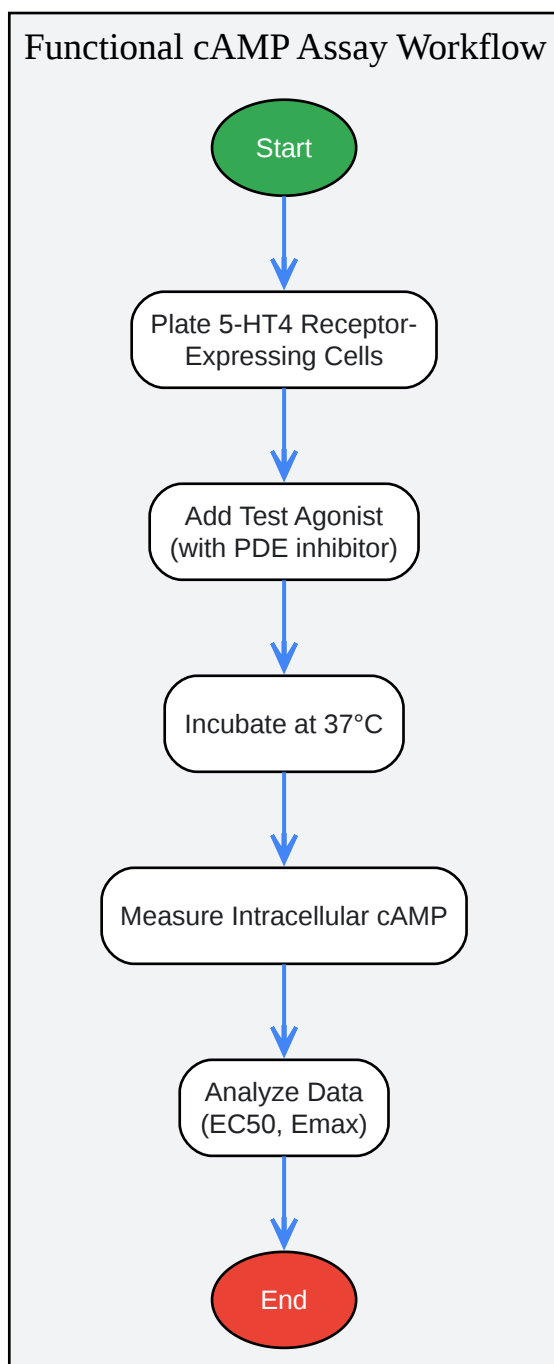 Functional cAMP Assay Workflow
Start
Plate 5-HT4 Receptor-
Expressing Cells
Add Test Agonist
(with PDE inhibitor)
Incubate at 37°C
Measure Intracellular cAMP
Analyze Data
(EC50, Emax)
End